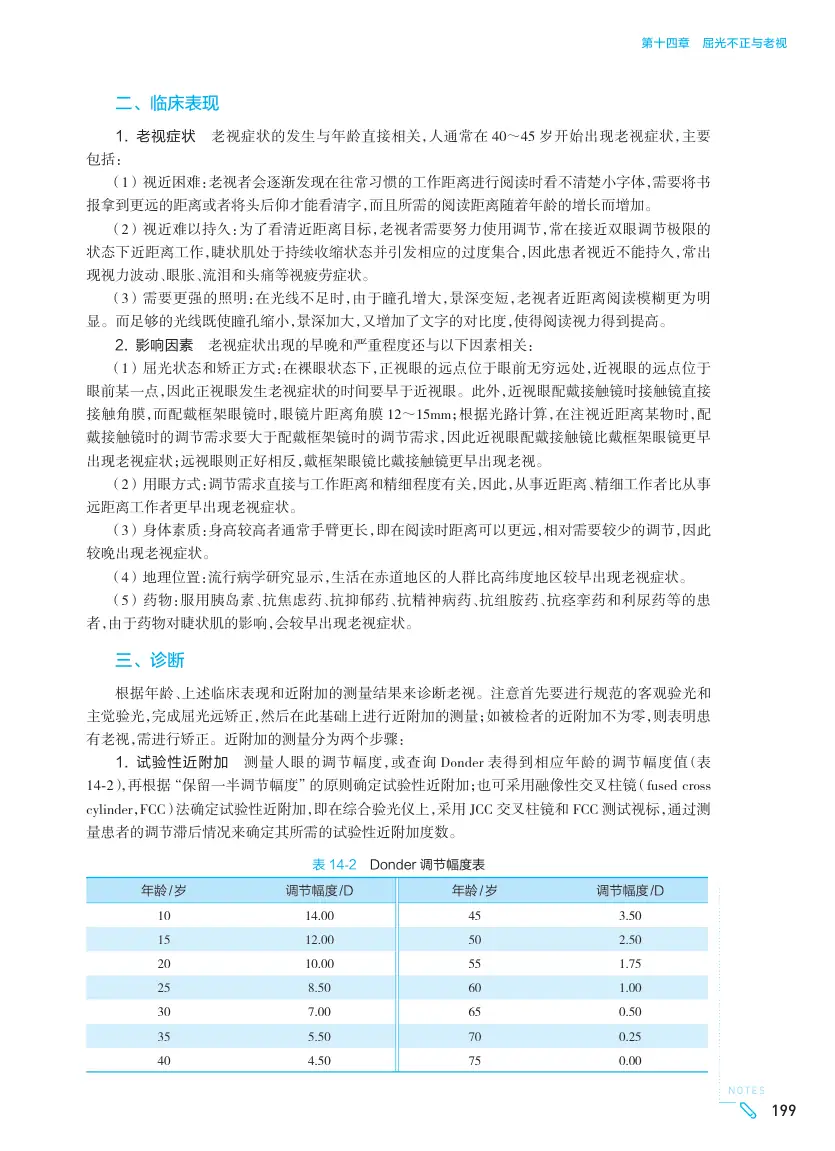 第十四章　屈光不正与老视
二、临床表现
1. 老视症状　老视症状的发生与年龄直接相关,人通常在 40～45 岁开始出现老视症状,主要
包括:
（1）视近困难:老视者会逐渐发现在往常习惯的工作距离进行阅读时看不清楚小字体,需要将书
报拿到更远的距离或者将头后仰才能看清字,而且所需的阅读距离随着年龄的增长而增加。
（2）视近难以持久:为了看清近距离目标,老视者需要努力使用调节,常在接近双眼调节极限的
状态下近距离工作,睫状肌处于持续收缩状态并引发相应的过度集合,因此患者视近不能持久,常出
现视力波动、眼胀、流泪和头痛等视疲劳症状。
（3）需要更强的照明:在光线不足时,由于瞳孔增大,景深变短,老视者近距离阅读模糊更为明
显。而足够的光线既使瞳孔缩小,景深加大,又增加了文字的对比度,使得阅读视力得到提高。
2. 影响因素　老视症状出现的早晚和严重程度还与以下因素相关:
（1）屈光状态和矫正方式:在裸眼状态下,正视眼的远点位于眼前无穷远处,近视眼的远点位于
眼前某一点,因此正视眼发生老视症状的时间要早于近视眼。此外,近视眼配戴接触镜时接触镜直接
接触角膜,而配戴框架眼镜时,眼镜片距离角膜 12～15mm;根据光路计算,在注视近距离某物时,配
戴接触镜时的调节需求要大于配戴框架镜时的调节需求,因此近视眼配戴接触镜比戴框架眼镜更早
出现老视症状;远视眼则正好相反,戴框架眼镜比戴接触镜更早出现老视。
（2）用眼方式:调节需求直接与工作距离和精细程度有关,因此,从事近距离、精细工作者比从事
远距离工作者更早出现老视症状。
（3）身体素质:身高较高者通常手臂更长,即在阅读时距离可以更远,相对需要较少的调节,因此
较晚出现老视症状。
（4）地理位置:流行病学研究显示,生活在赤道地区的人群比高纬度地区较早出现老视症状。
（5）药物:服用胰岛素、抗焦虑药、抗抑郁药、抗精神病药、抗组胺药、抗痉挛药和利尿药等的患
者,由于药物对睫状肌的影响,会较早出现老视症状。
三、诊断
根据年龄、上述临床表现和近附加的测量结果来诊断老视。注意首先要进行规范的客观验光和
主觉验光,完成屈光远矫正,然后在此基础上进行近附加的测量;如被检者的近附加不为零,则表明患
有老视,需进行矫正。近附加的测量分为两个步骤:
1. 试验性近附加　测量人眼的调节幅度,或查询 Donder 表得到相应年龄的调节幅度值（表
14-2）,再根据“保留一半调节幅度”的原则确定试验性近附加;也可采用融像性交叉柱镜（fused cross
cylinder,FCC）法确定试验性近附加,即在综合验光仪上,采用 JCC 交叉柱镜和 FCC 测试视标,通过测
量患者的调节滞后情况来确定其所需的试验性近附加度数。
表 14-2　Donder 调节幅度表
年龄/岁　调节幅度/D　年龄/岁　调节幅度/D
10　14.00　45　3.50
15　12.00　50　2.50
20　10.00　55　1.75
25　8.50　60　1.00
30　7.00　65　0.50
35　5.50　70　0.25
40　4.50　75　0.00
NOTES
199